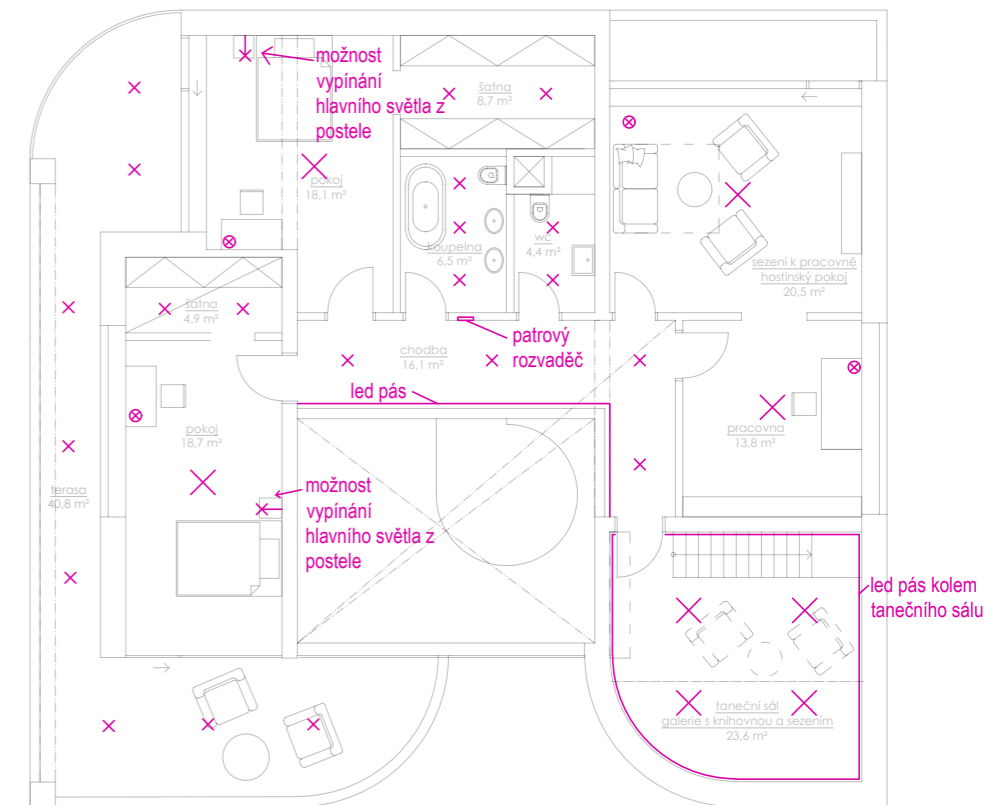 možnost
vypínání
hlavního světla z
postele
šatna
8,7 m²
pokoj
18,1 m²
koupelna
6,5 m²
wc
4,4 m²
sezení k pracovně
hostinský pokoj
20,5 m²
šatna
4,9 m²
patrový
rozvaděč
chodba
16,1 m²
led pás
pokoj
18,7 m²
pracovna
13,8 m²
terasa
40,8 m²
možnost
vypínání
hlavního světla z
postele
led pás kolem
tanečního sálu
taneční sál
galerie s knihovnou a sezením
23,6 m²